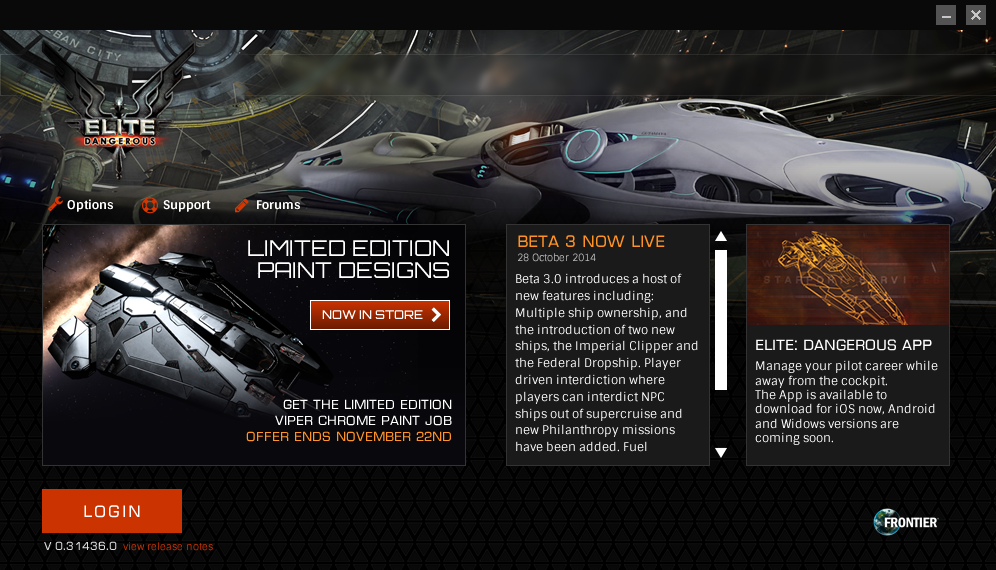 URBAN CITY
ELITE
DANGEROUS
Options
Support
Forums
LIMITED EDITION
PAINT DESIGNS
NOW IN STORE
GET THE LIMITED EDITION
VIPER CHROME PAINT JOB
OFFER ENDS NOVEMBER 22ND
BETA 3 NOW LIVE
28 October 2014
Beta 3.0 introduces a host of
new features including:
Multiple ship ownership, and
the introduction of two new
ships, the Imperial Clipper and
the Federal Dropship. Player
driven interdiction where
players can interdict NPC
ships out of supercruise and
new Philanthropy missions
have been added. Fuel
ELITE: DANGEROUS APP
Manage your pilot career while
away from the cockpit.
The App is available to
download for iOS now, Android
and Widows versions are
coming soon.
LOGIN
V 0.31436.0 view release notes
FRONTIER